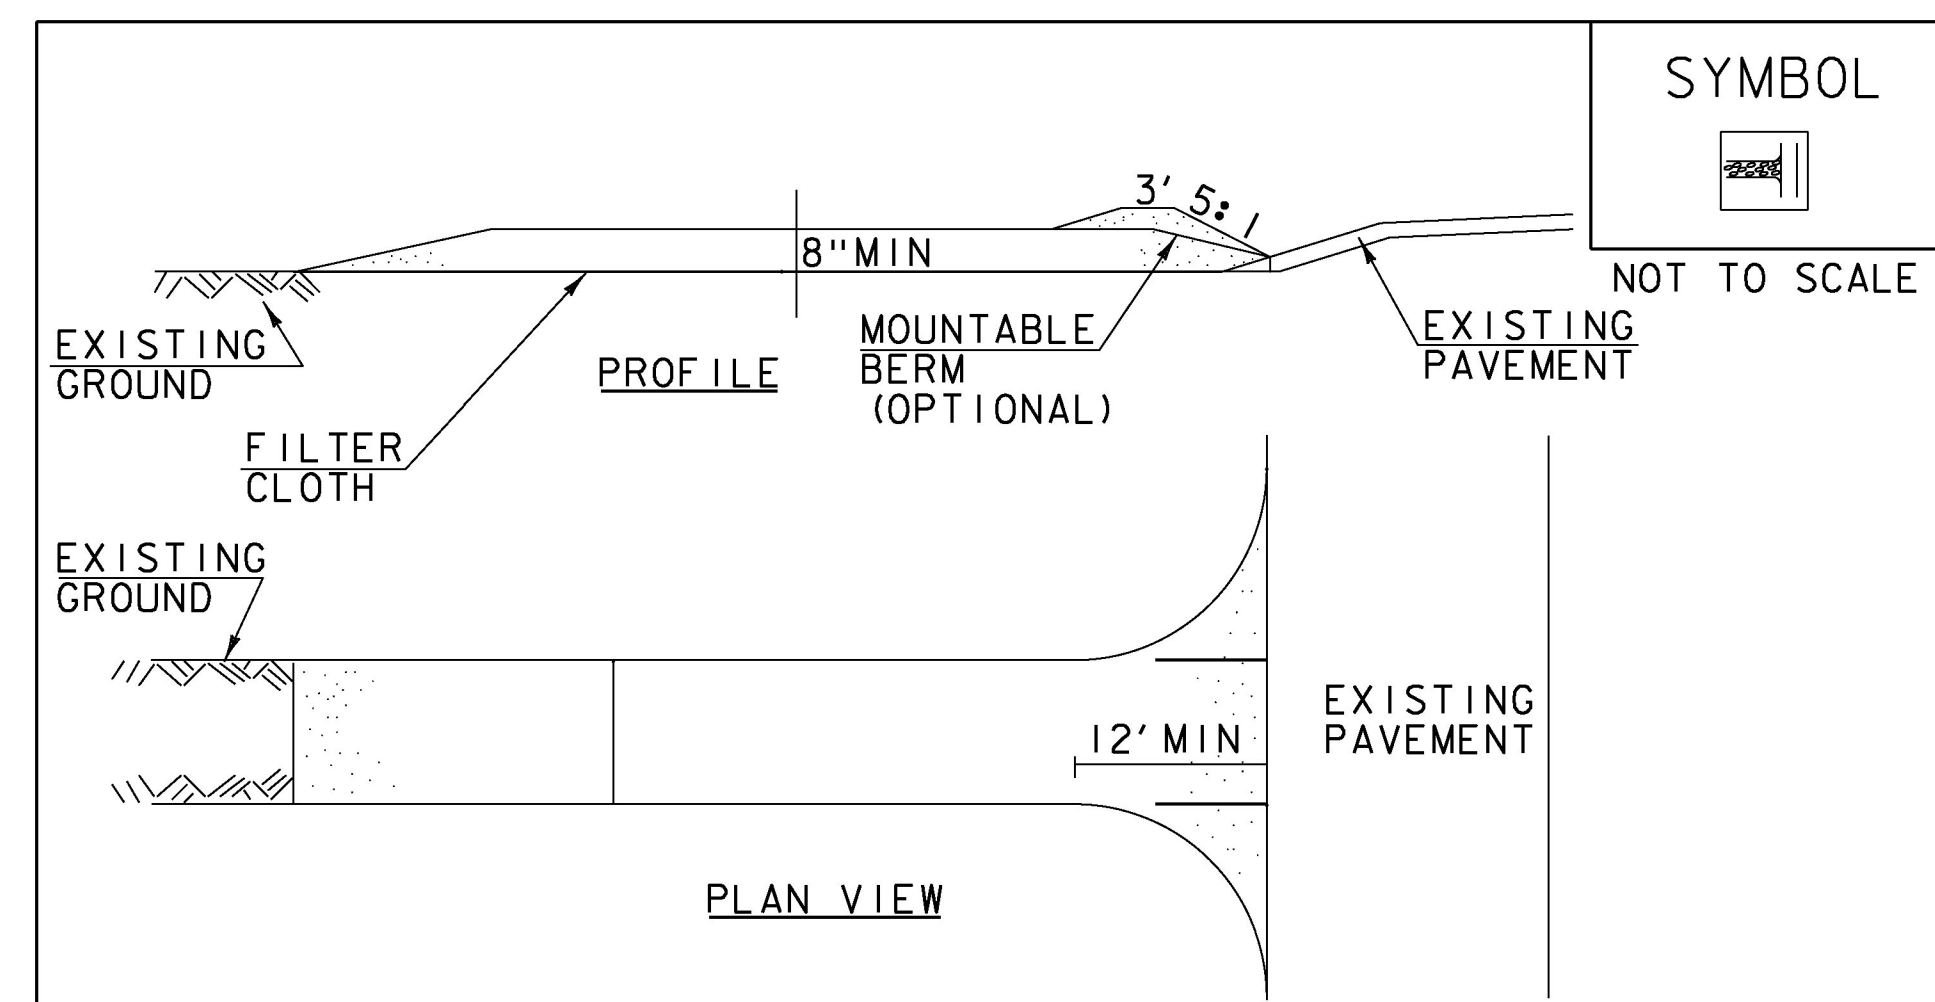 SYMBOL
NOT TO SCALE
3' 5:1
8"MIN
EXISTING
GROUND
PROFILE
MOUNTABLE
BERM
(OPTIONAL)
EXISTING
PAVEMENT
FILTER
CLOTH
EXISTING
GROUND
12' MIN
EXISTING
PAVEMENT
PLAN VIEW